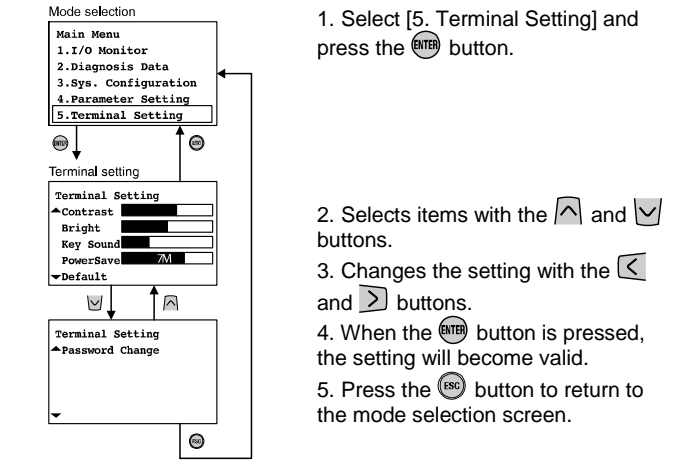 Mode selection
Main Menu
1.I/O Monitor
2.Diagnosis Data
3.Sys. Configuration
4.Parameter Setting
5.Terminal Setting
ENTER
ESC
Terminal setting
Terminal Setting
Contrast
Bright
Key Sound
PowerSave 7M
Default
Terminal Setting
Password Change
ESC
1. Select [5. Terminal Setting] and
press the ENTER button.
2. Selects items with the and
buttons.
3. Changes the setting with the
and buttons.
4. When the ENTER button is pressed,
the setting will become valid.
5. Press the ESC button to return to
the mode selection screen.